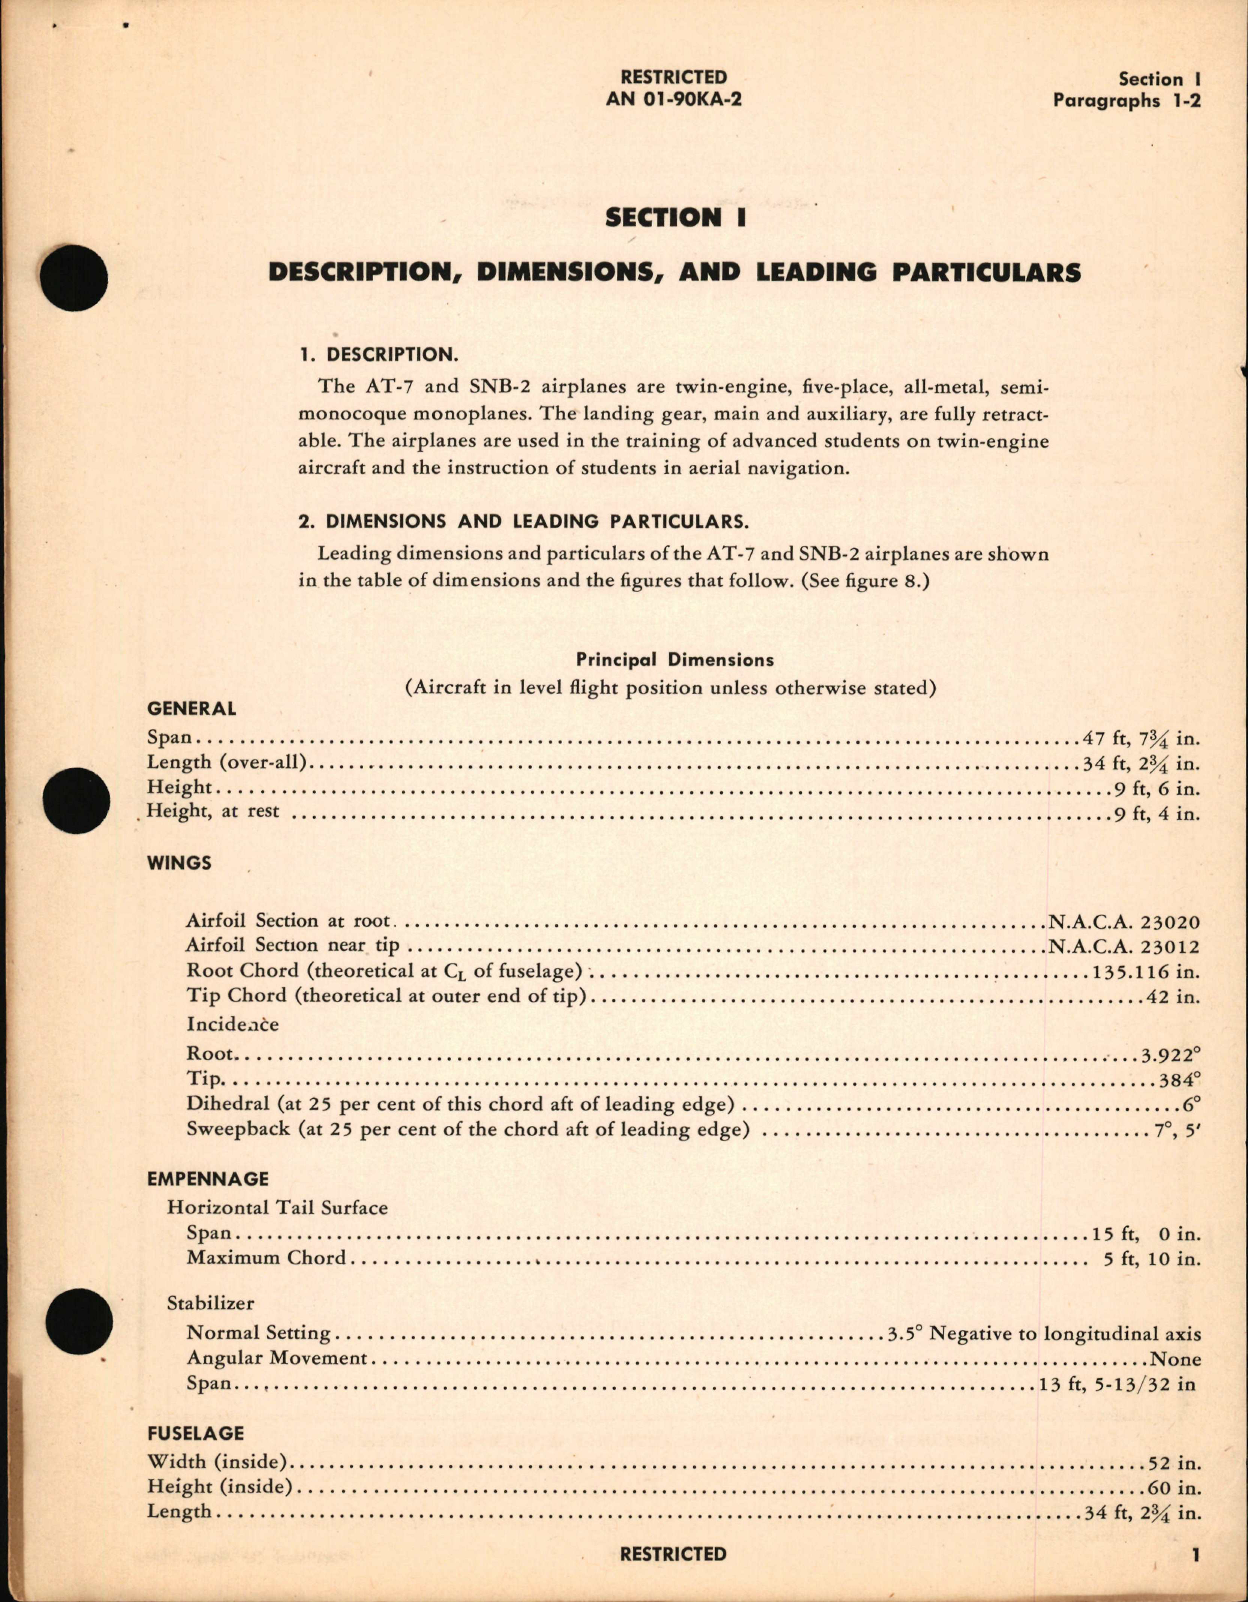 RESTRICTED
AN 01-90KA-2
Section I
Paragraphs 1-2
SECTION I
DESCRIPTION, DIMENSIONS, AND LEADING PARTICULARS
1. DESCRIPTION.
The AT-7 and SNB-2 airplanes are twin-engine, five-place, all-metal, semi-
monocoque monoplanes. The landing gear, main and auxiliary, are fully retract-
able. The airplanes are used in the training of advanced students on twin-engine
aircraft and the instruction of students in aerial navigation.
2. DIMENSIONS AND LEADING PARTICULARS.
Leading dimensions and particulars of the AT-7 and SNB-2 airplanes are shown
in the table of dimensions and the figures that follow. (See figure 8.)
Principal Dimensions
(Aircraft in level flight position unless otherwise stated)
GENERAL
Span 47 ft, 7¾ in.
Length (over-all) 34 ft, 2¾ in.
Height 9 ft, 6 in.
Height, at rest 9 ft, 4 in.
WINGS
Airfoil Section at root N.A.C.A. 23020
Airfoil Section near tip N.A.C.A. 23012
Root Chord (theoretical at CL of fuselage) 135.116 in.
Tip Chord (theoretical at outer end of tip) 42 in.
Incidence
Root 3.922°
Tip .384°
Dihedral (at 25 per cent of this chord aft of leading edge) 6°
Sweepback (at 25 per cent of the chord aft of leading edge) 7°, 5'
EMPENNAGE
Horizontal Tail Surface
Span 15 ft, 0 in.
Maximum Chord 5 ft, 10 in.
Stabilizer
Normal Setting 3.5° Negative to longitudinal axis
Angular Movement None
Span 13 ft, 5-13/32 in
FUSELAGE
Width (inside) 52 in.
Height (inside) 60 in.
Length 34 ft, 2¾ in.
RESTRICTED
1